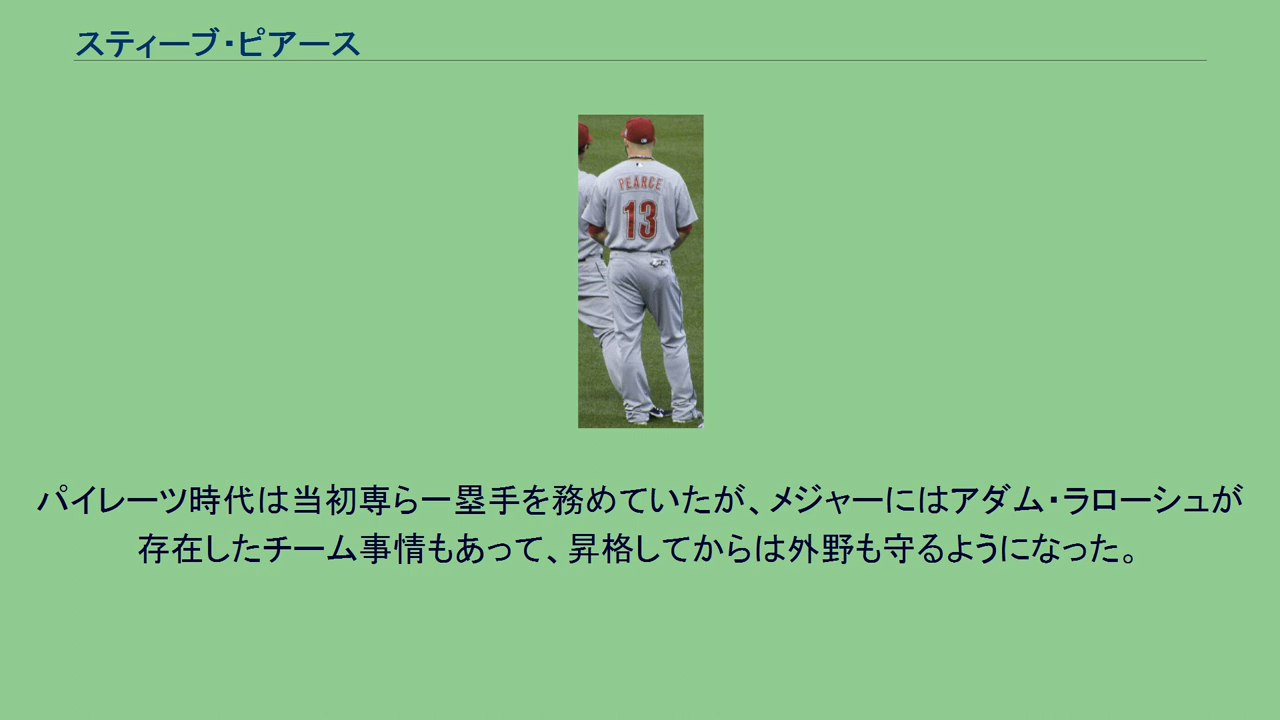 スティーブ・ピアース
PEARCE
13
パイレーツ時代は当初専ら一塁手を務めていたが、メジャーにはアダム・ラローシュが
存在したチーム事情もあって、昇格してからは外野も守るようになった。